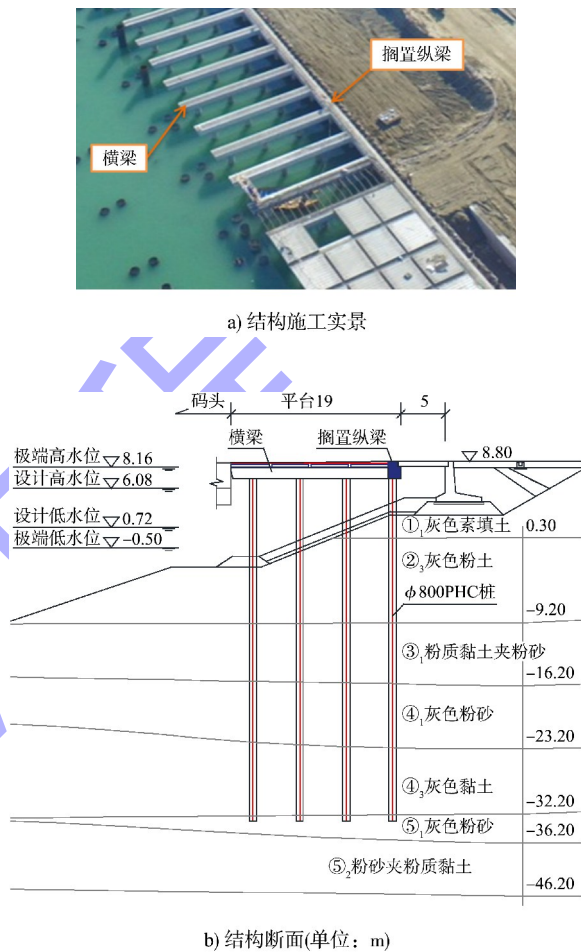 搁置纵梁
横梁
a) 结构施工实景
码头
平台19
5
横梁
搁置纵梁
极端高水位 8.16
8.80
设计高水位 6.08
设计低水位 0.72
极端低水位 -0.50
①₁灰色素填土 0.30
②₃灰色粉土
φ800PHC桩
-9.20
③₁粉质黏土夹粉砂
-16.20
④₁灰色粉砂
-23.20
④₃灰色黏土
-32.20
⑤₁灰色粉砂
-36.20
⑤₂粉砂夹粉质黏土
-46.20
b) 结构断面(单位：m)